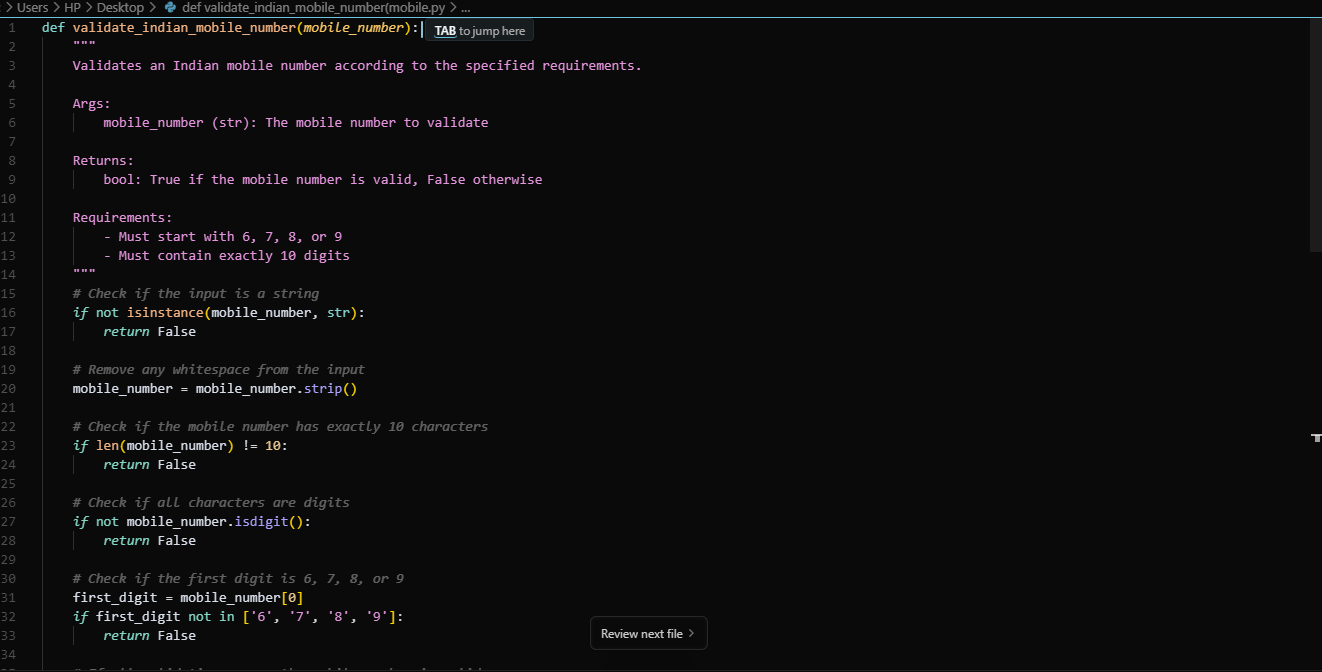 Users > HP > Desktop > def validate_indian_mobile_number(mobile.py > ...
1 def validate_indian_mobile_number(mobile_number): TAB to jump here
2 """
3 Validates an Indian mobile number according to the specified requirements.
4
5 Args:
6 mobile_number (str): The mobile number to validate
7
8 Returns:
9 bool: True if the mobile number is valid, False otherwise
10
11 Requirements:
12 - Must start with 6, 7, 8, or 9
13 - Must contain exactly 10 digits
14 """
15 # Check if the input is a string
16 if not isinstance(mobile_number, str):
17 return False
18
19 # Remove any whitespace from the input
20 mobile_number = mobile_number.strip()
21
22 # Check if the mobile number has exactly 10 characters
23 if len(mobile_number) != 10:
24 return False
25
26 # Check if all characters are digits
27 if not mobile_number.isdigit():
28 return False
29
30 # Check if the first digit is 6, 7, 8, or 9
31 first_digit = mobile_number[0]
32 if first_digit not in ['6', '7', '8', '9']:
33 return False
Review next file >
34